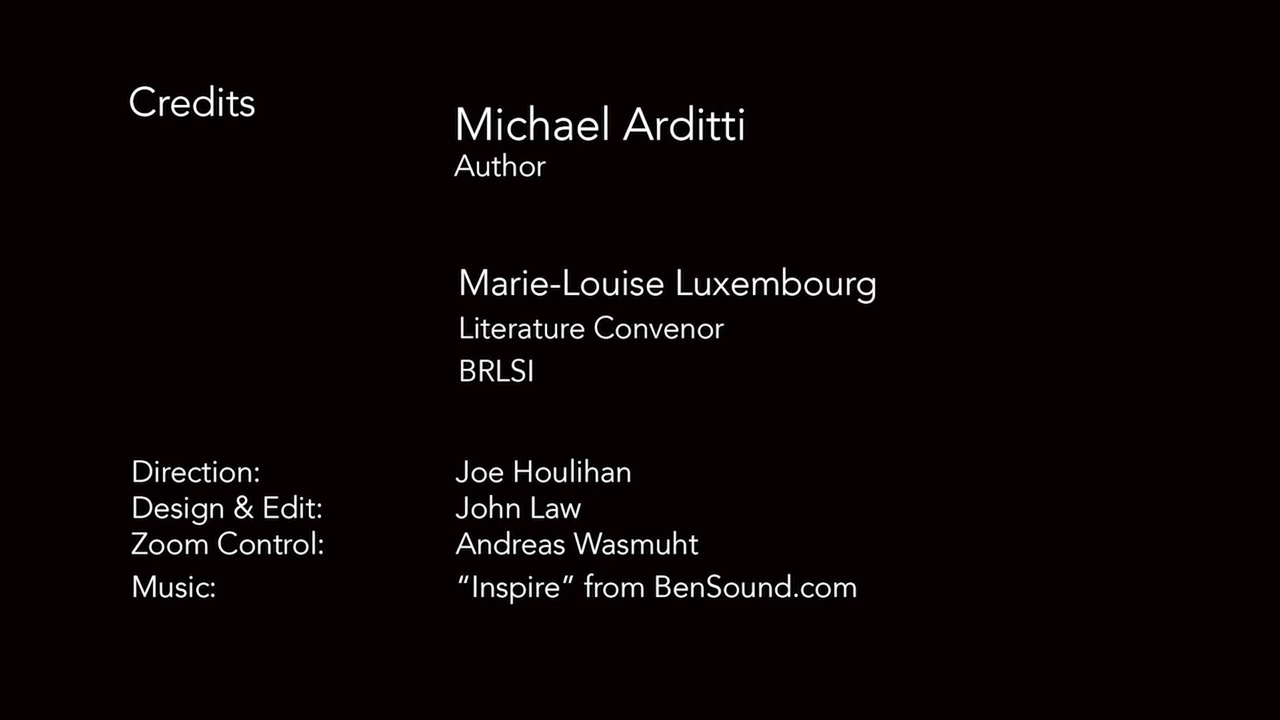 Credits
Michael Arditti
Author
Marie-Louise Luxembourg
Literature Convenor
BRLSI
Direction: Joe Houlihan
Design & Edit: John Law
Zoom Control: Andreas Wasmuht
Music: “Inspire” from BenSound.com